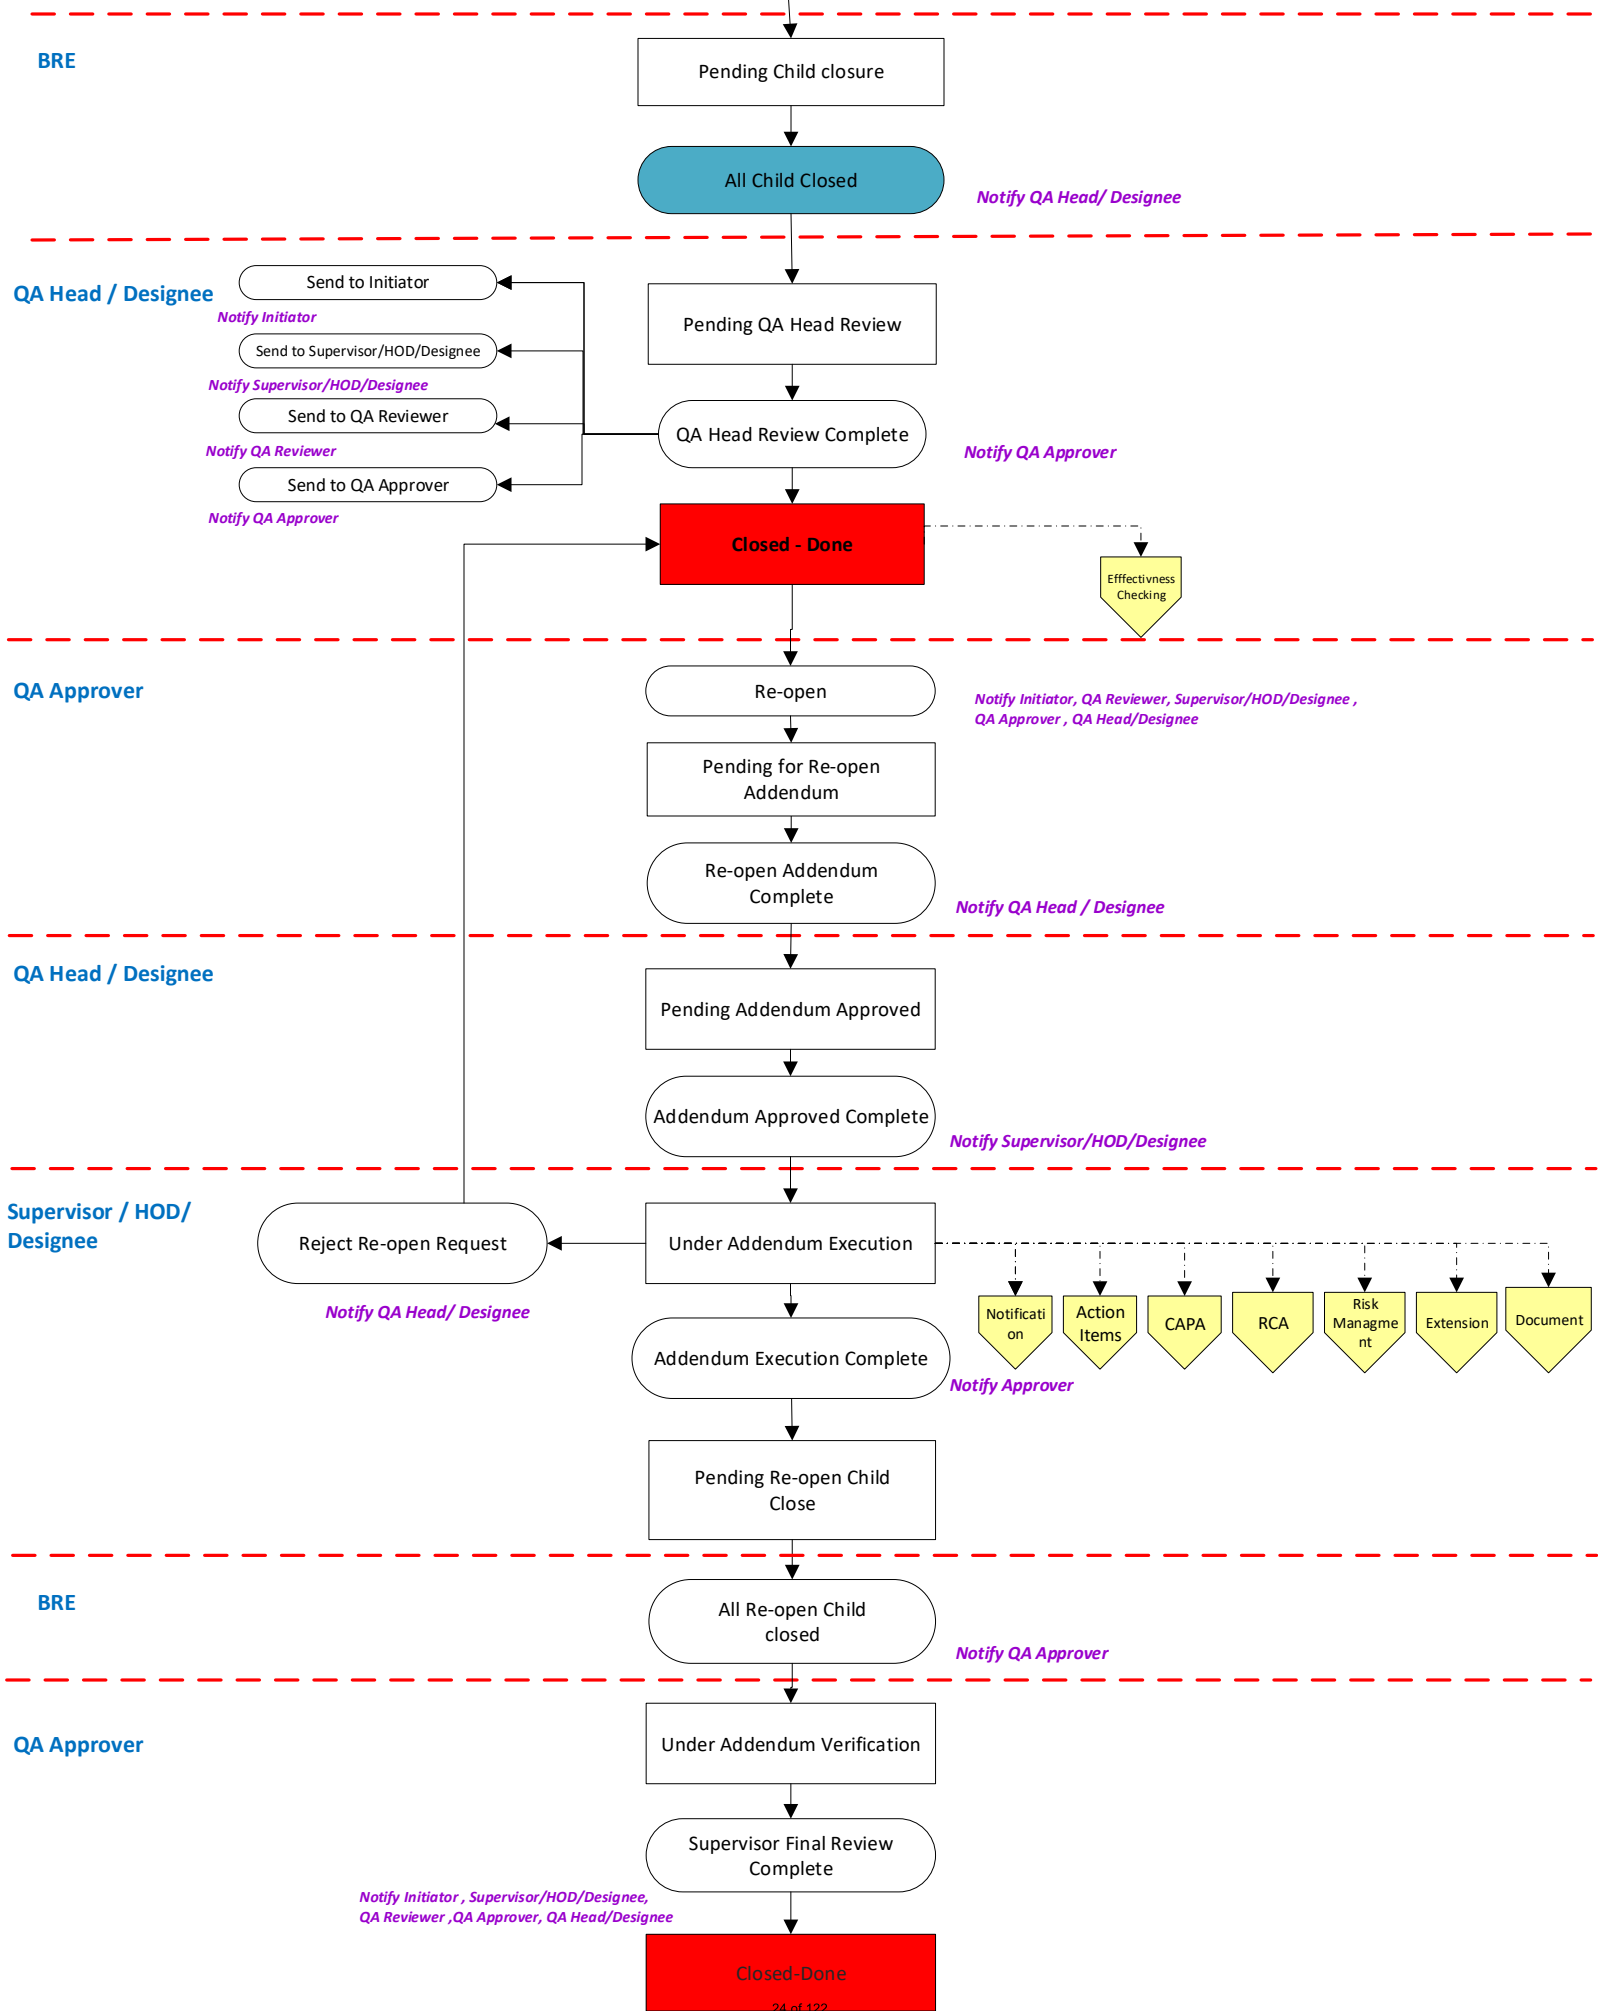 BRE
Pending Child closure
All Child Closed
Notify QA Head/ Designee
QA Head / Designee
Send to Initiator
Notify Initiator
Send to Supervisor/HOD/Designee
Notify Supervisor/HOD/Designee
Send to QA Reviewer
Notify QA Reviewer
Send to QA Approver
Notify QA Approver
Pending QA Head Review
QA Head Review Complete
Notify QA Approver
Closed - Done
Efffectivness
Checking
QA Approver
Re-open
Notify Initiator, QA Reviewer, Supervisor/HOD/Designee ,
QA Approver , QA Head/Designee
Pending for Re-open
Addendum
Re-open Addendum
Complete
Notify QA Head / Designee
QA Head / Designee
Pending Addendum Approved
Addendum Approved Complete
Notify Supervisor/HOD/Designee
Supervisor / HOD/
Designee
Reject Re-open Request
Notify QA Head/ Designee
Under Addendum Execution
Notificati
on
Action
Items
CAPA
RCA
Risk
Managme
nt
Extension
Document
Addendum Execution Complete
Notify Approver
Pending Re-open Child
Close
BRE
All Re-open Child
closed
Notify QA Approver
QA Approver
Under Addendum Verification
Supervisor Final Review
Complete
Notify Initiator , Supervisor/HOD/Designee,
QA Reviewer ,QA Approver, QA Head/Designee
Closed-Done
24 of 122